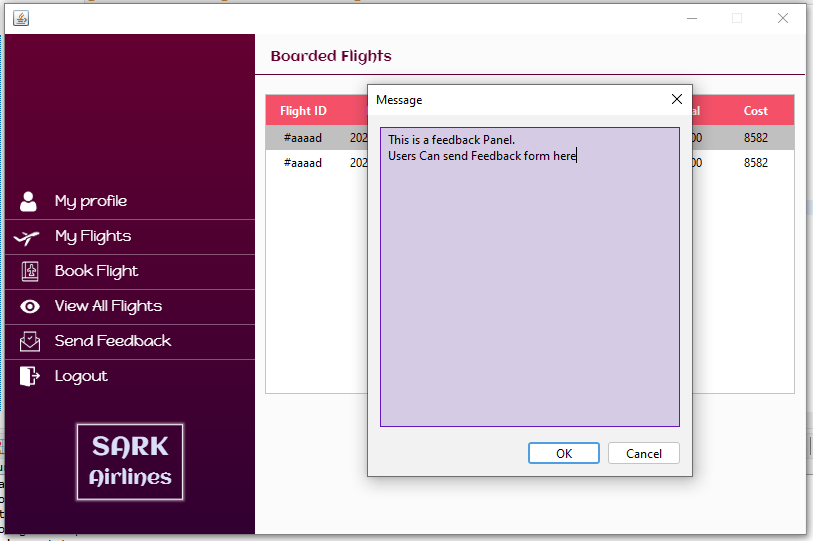 Boarded Flights
Flight ID Cost
#aaaad 202 00 8582
#aaaad 202 00 8582
Message
This is a feedback Panel.
Users Can send Feedback form here
OK Cancel
My profile
My Flights
Book Flight
View All Flights
Send Feedback
Logout
SARK
Airlines